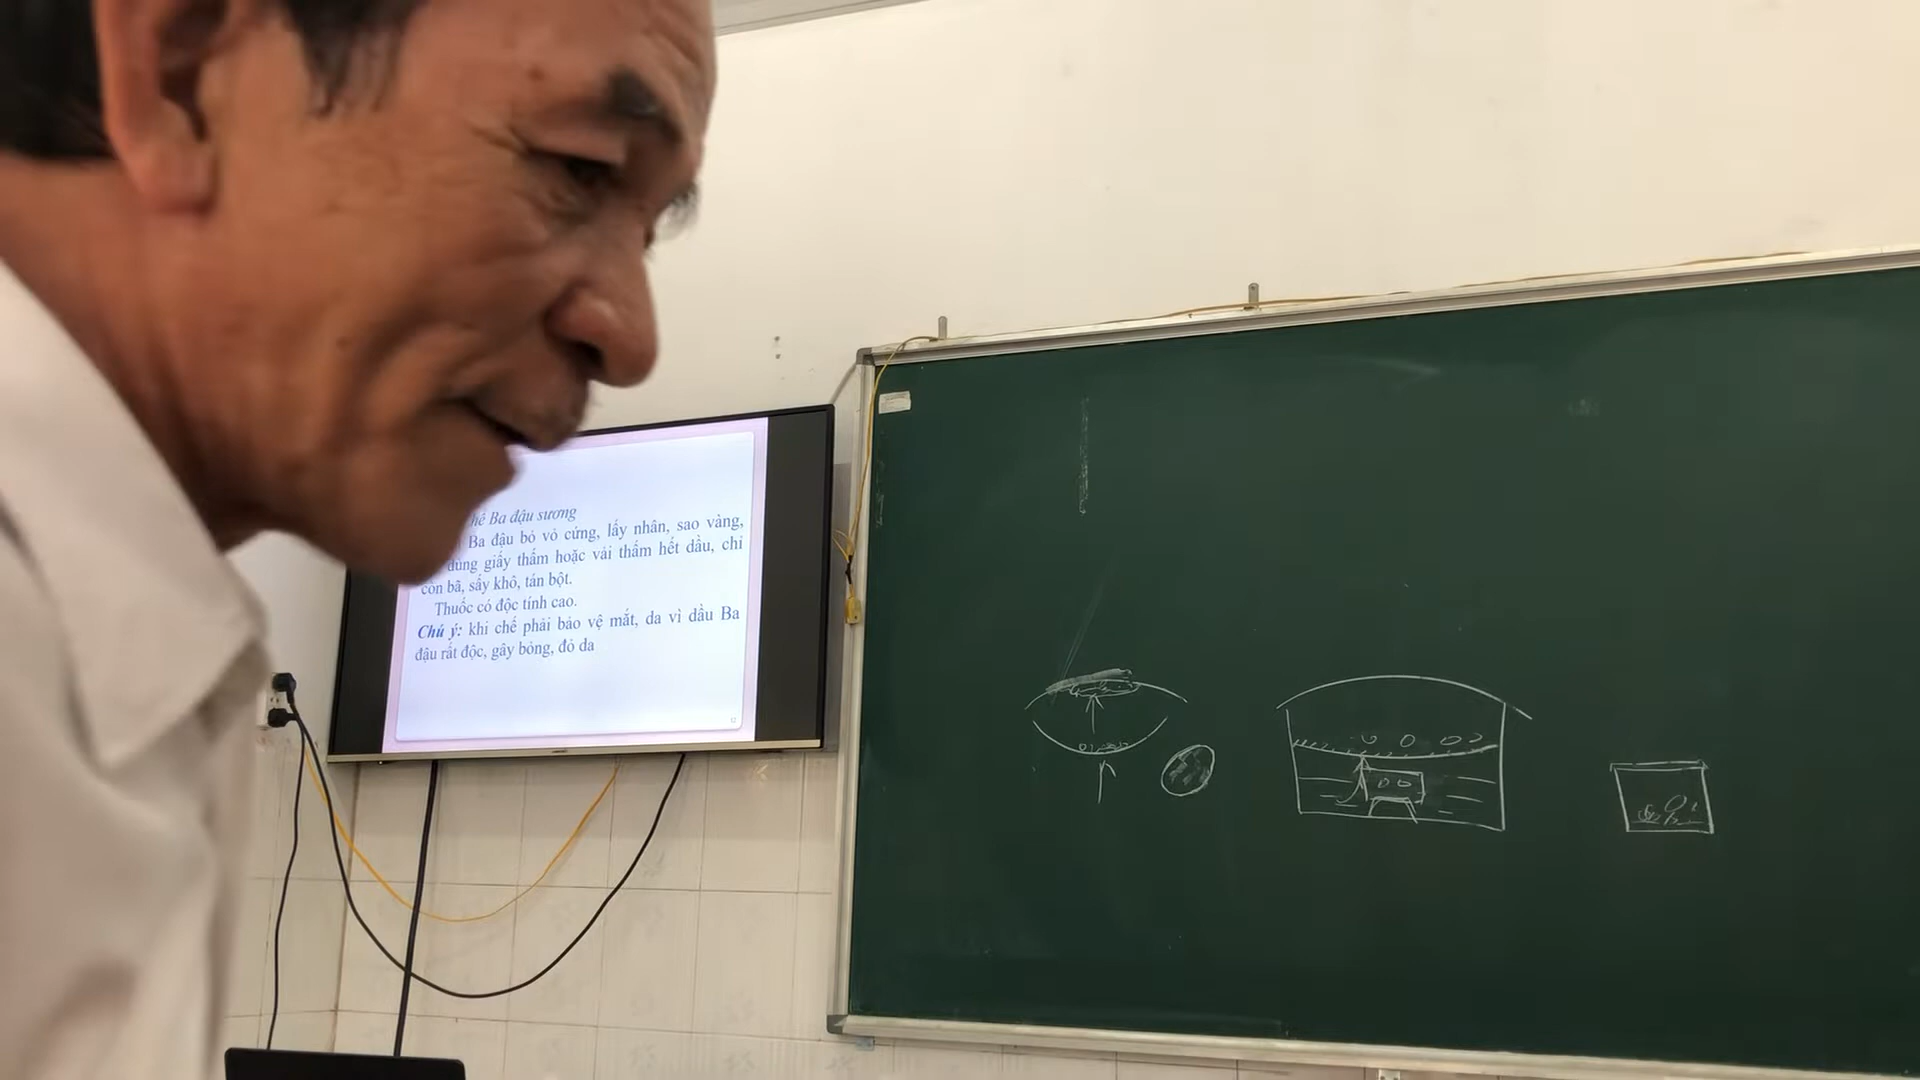 Ba đậu sương
Ba đậu bỏ vỏ cứng, lấy nhân, sao vàng,
dùng giấy thấm hoặc vải thấm hết dầu, chỉ
còn bã, sấy khô, tán bột.
Thuốc có độc tính cao.
Chú ý: khi chế phải bảo vệ mắt, da vì dầu Ba
đậu rất độc, gây bỏng, đỏ da